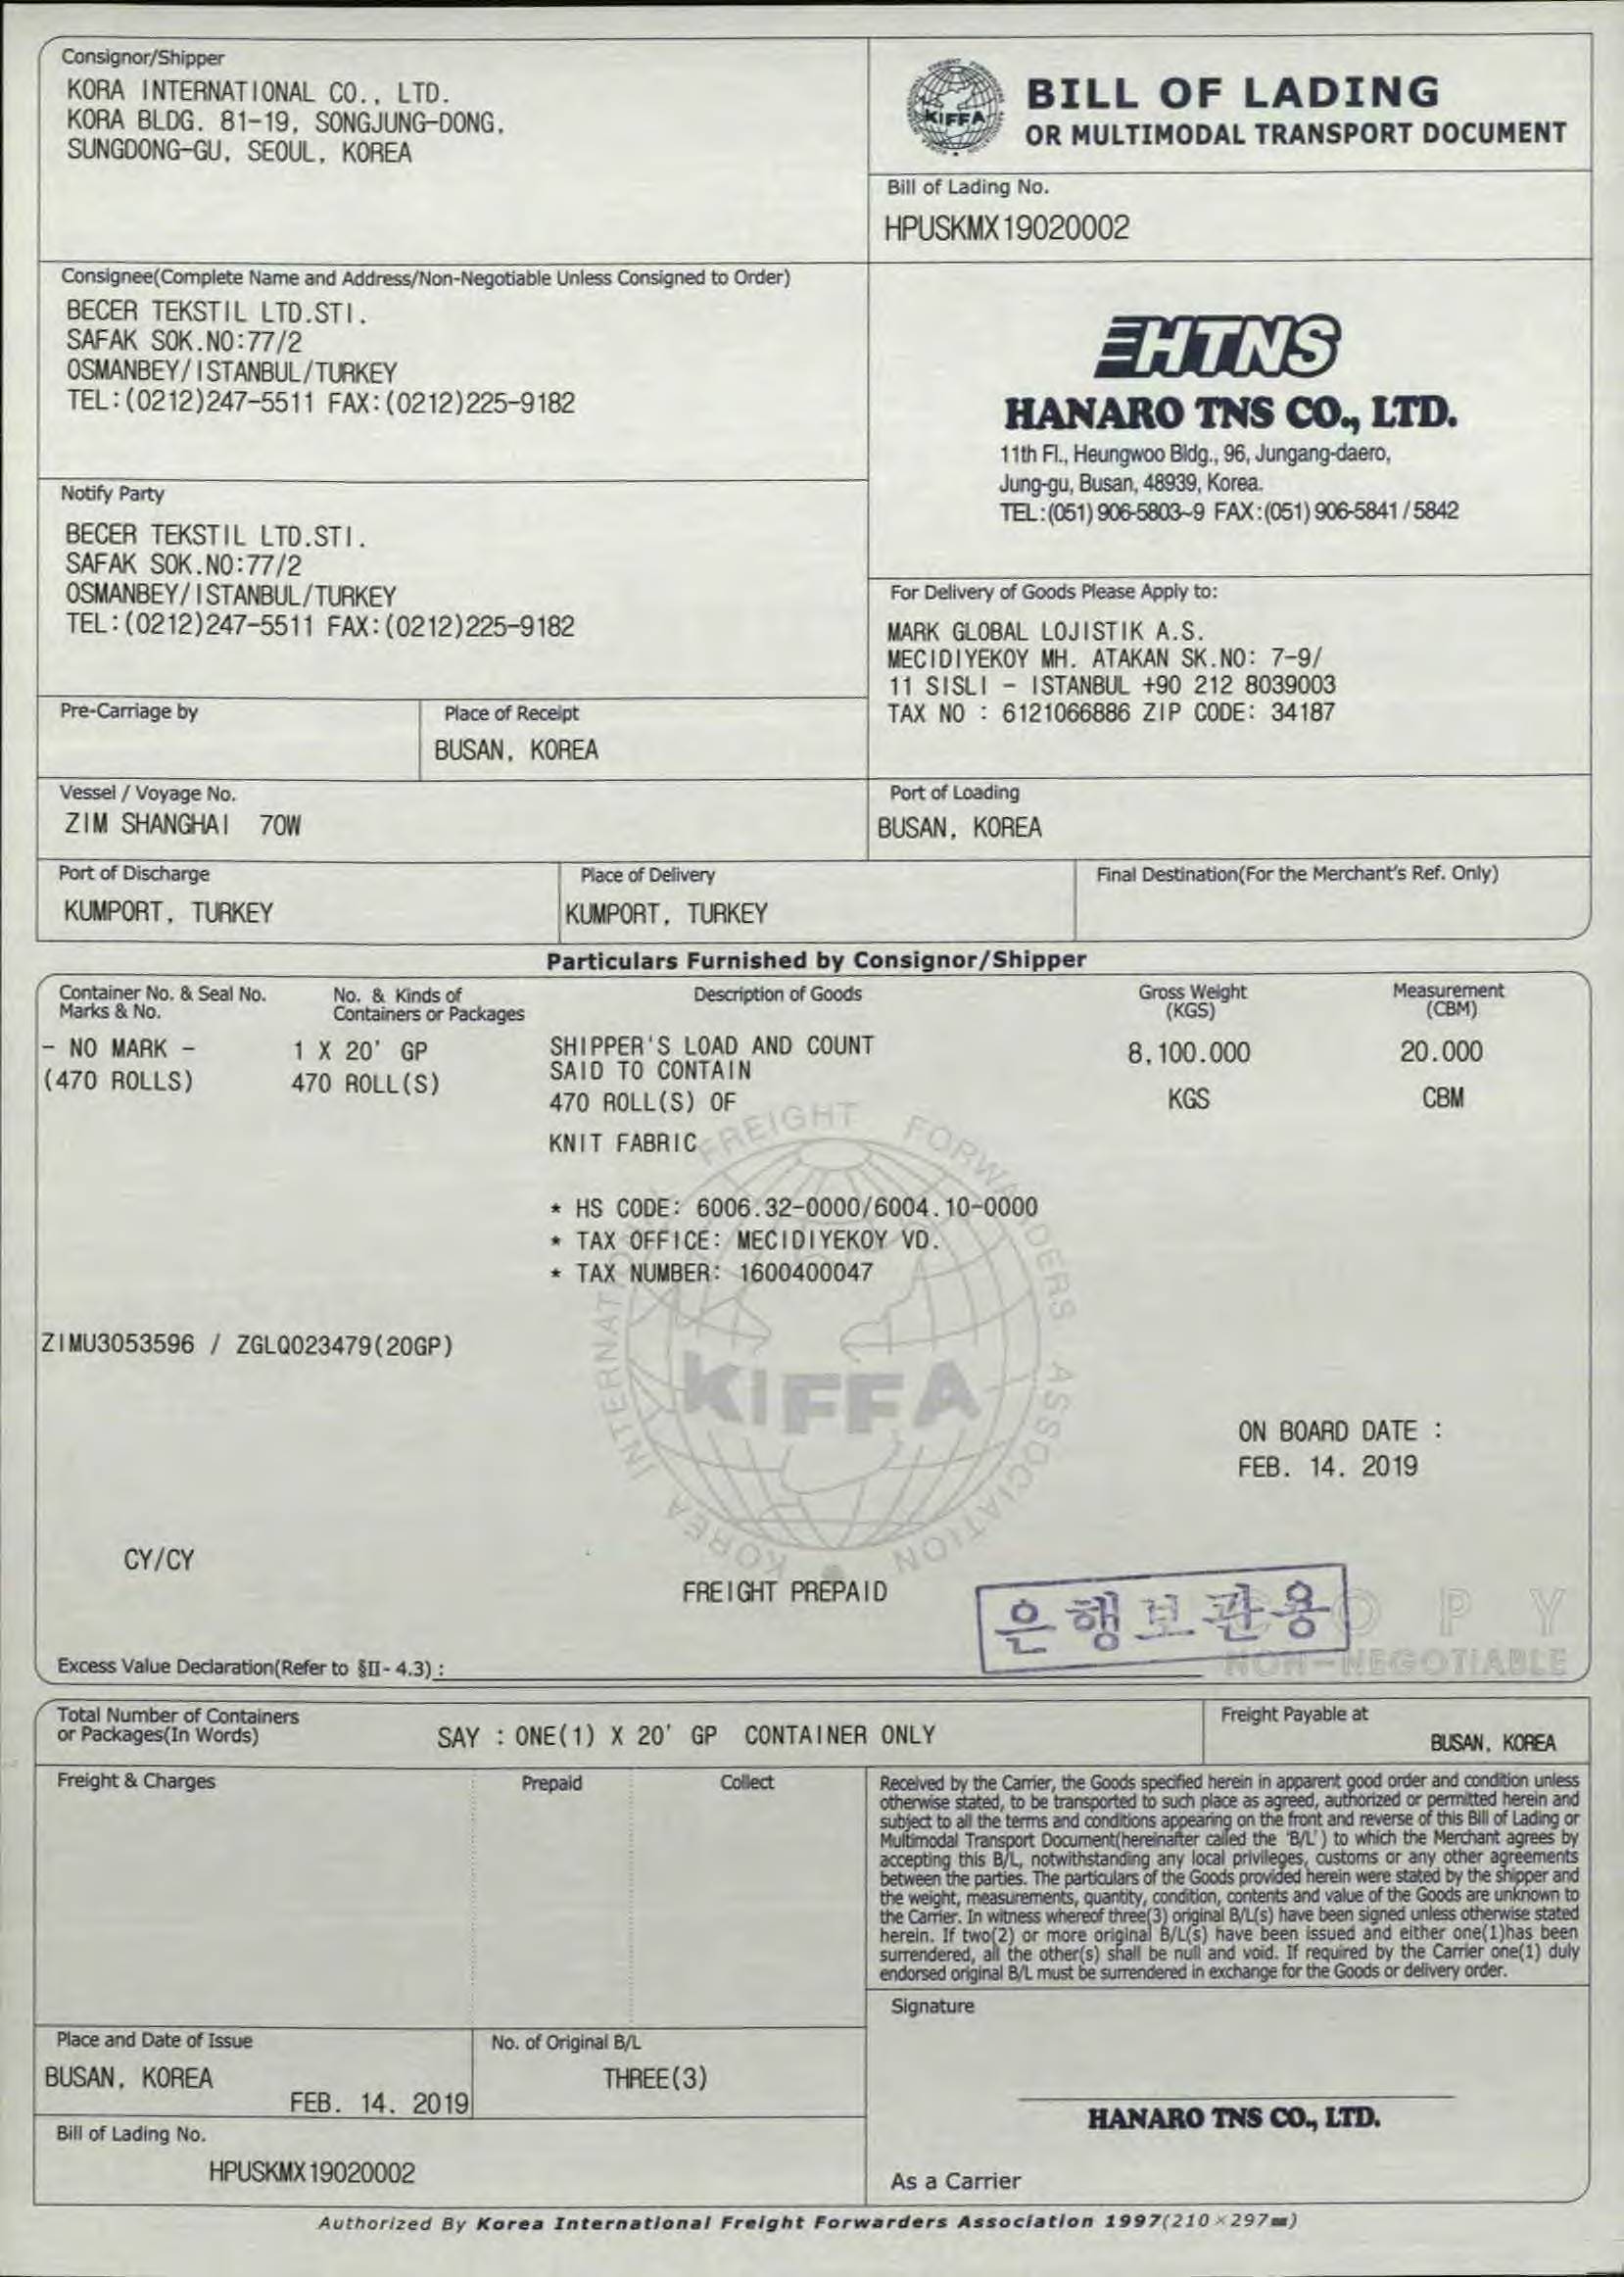 Consignor/Shipper
KORA INTERNATIONAL CO., LTD.
KORA BLDG. 81-19, SONGJUNG-DONG,
SUNGDONG-GU, SEOUL, KOREA
KIFFA
BILL OF LADING
OR MULTIMODAL TRANSPORT DOCUMENT
Bill of Lading No.
HPUSKMX19020002
Consignee(Complete Name and Address/Non-Negotiable Unless Consigned to Order)
BECER TEKSTIL LTD.STI.
SAFAK SOK.NO:77/2
OSMANBEY/ISTANBUL/TURKEY
TEL:(0212)247-5511 FAX:(0212)225-9182
HTNS
HANARO TNS CO., LTD.
11th Fl., Heungwoo Bldg., 96, Jungang-daero,
Jung-gu, Busan, 48939, Korea.
TEL:(051) 906-5803~9 FAX:(051) 906-5841 / 5842
Notify Party
BECER TEKSTIL LTD.STI.
SAFAK SOK.NO:77/2
OSMANBEY/ISTANBUL/TURKEY
TEL:(0212)247-5511 FAX:(0212)225-9182
For Delivery of Goods Please Apply to:
MARK GLOBAL LOJISTIK A.S.
MECIDIYEKOY MH. ATAKAN SK.NO: 7-9/
11 SISLI - ISTANBUL +90 212 8039003
TAX NO : 6121066886 ZIP CODE: 34187
Pre-Carriage by
Place of Receipt
BUSAN, KOREA
Vessel / Voyage No.
ZIM SHANGHAI 70W
Port of Loading
BUSAN, KOREA
Port of Discharge
KUMPORT, TURKEY
Place of Delivery
KUMPORT, TURKEY
Final Destination(For the Merchant's Ref. Only)
Particulars Furnished by Consignor/Shipper
Container No. & Seal No.
Marks & No.
No. & Kinds of
Containers or Packages
Description of Goods
Gross Weight
(KGS)
Measurement
(CBM)
- NO MARK -
(470 ROLLS)
1 X 20' GP
470 ROLL(S)
SHIPPER'S LOAD AND COUNT
SAID TO CONTAIN
470 ROLL(S) OF
KNIT FABRIC
8,100.000
KGS
20.000
CBM
* HS CODE: 6006.32-0000/6004.10-0000
* TAX OFFICE: MECIDIYEKOY VD.
* TAX NUMBER: 1600400047
ZIMU3053596 / ZGLQ023479(20GP)
KOREA INTERNATIONAL FREIGHT FORWARDERS ASSOCIATION
KIFFA
ON BOARD DATE :
FEB. 14. 2019
CY/CY
FREIGHT PREPAID
은행보관용
COPY
NON-NEGOTIABLE
Excess Value Declaration(Refer to §II- 4.3) :
Total Number of Containers
or Packages(In Words)
SAY : ONE(1) X 20' GP CONTAINER ONLY
Freight Payable at
BUSAN, KOREA
Freight & Charges
Prepaid
Collect
Received by the Carrier, the Goods specified herein in apparent good order and condition unless
otherwise stated, to be transported to such place as agreed, authorized or permitted herein and
subject to all the terms and conditions appearing on the front and reverse of this Bill of Lading or
Multimodal Transport Document(hereinafter called the 'B/L') to which the Merchant agrees by
accepting this B/L, notwithstanding any local privileges, customs or any other agreements
between the parties. The particulars of the Goods provided herein were stated by the shipper and
the weight, measurements, quantity, condition, contents and value of the Goods are unknown to
the Carrier. In witness whereof three(3) original B/L(s) have been signed unless otherwise stated
herein. If two(2) or more original B/L(s) have been issued and either one(1)has been
surrendered, all the other(s) shall be null and void. If required by the Carrier one(1) duly
endorsed original B/L must be surrendered in exchange for the Goods or delivery order.
Place and Date of Issue
BUSAN, KOREA
FEB. 14. 2019
No. of Original B/L
THREE(3)
Signature
HANARO TNS CO., LTD.
Bill of Lading No.
HPUSKMX19020002
As a Carrier
Authorized By Korea International Freight Forwarders Association 1997(210×297㎜)